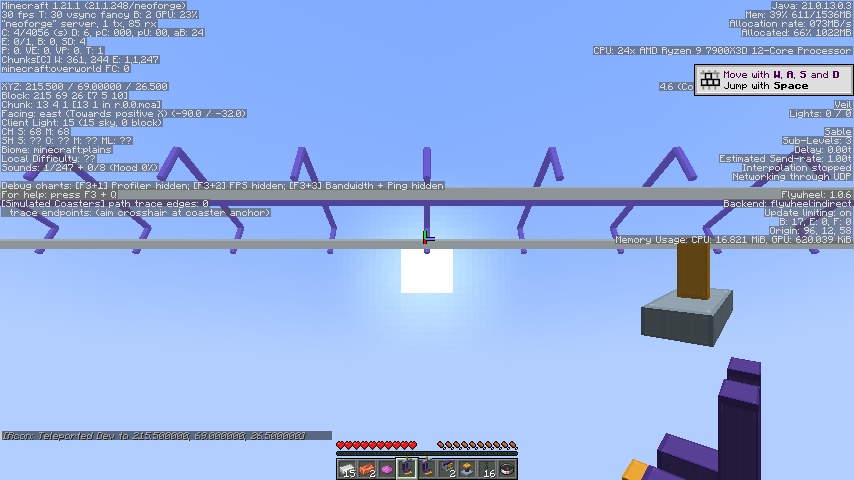 Minecraft 1.21.1 (21.1.248/neoforge)
30 fps T: 30 vsync fancy B: 2 GPU: 23%
"neoforge" server, 1 tx, 85 rx
C: 4/4056 (s) D: 6, pC: 000, pU: 00, aB: 24
E: 0/1, B: 0, SD: 4
P: 0, VE: 0, VP: 0, T: 1
Chunks[C] W: 361, 244 E: 1,1,247
minecraft:overworld FC: 0
XYZ: 215.500 / 69.00000 / 26.500
Block: 215 69 26 [7 5 10]
Chunk: 13 4 1 [13 1 in r.0.0.mca]
Facing: east (Towards positive X) (-90.0 / -32.0)
Client Light: 15 (15 sky, 0 block)
CH S: 68 M: 68
SH S: ?? O: ?? M: ?? ML: ??
Biome: minecraft:plains
Local Difficulty: ??
Sounds: 1/247 + 0/8 (Mood 0%)
Debug charts: [F3+1] Profiler hidden; [F3+2] FPS hidden; [F3+3] Bandwidth + Ping hidden
For help: press F3 + Q
[Simulated Coasters] path trace edges: 0
trace endpoints: (aim crosshair at coaster anchor)
Java: 21.0.13.0.3
Mem: 39% 611/1536MB
Allocation rate: 073MB/s
Allocated: 66% 1022MB
CPU: 24x AMD Ryzen 9 7900X3D 12-Core Processor
Move with W, A, S and D
Jump with Space
4.6 (Co
Veil
Lights: 0 / 0
Sable
Sub-Levels: 3
Delay: 0.00t
Estimated Send-rate: 1.00t
Interpolation stopped
Networking through UDP
Flywheel: 1.0.6
Backend: flywheel:indirect
Update limiting: on
B: 17, E: 0, F: 0
Origin: 96, 12, 58
Memory Usage: CPU: 16.821 MiB, GPU: 620.039 KiB
[Noon: Teleported Dev to 215.500000, 69.000000, 26.500000]
15
2
2
16